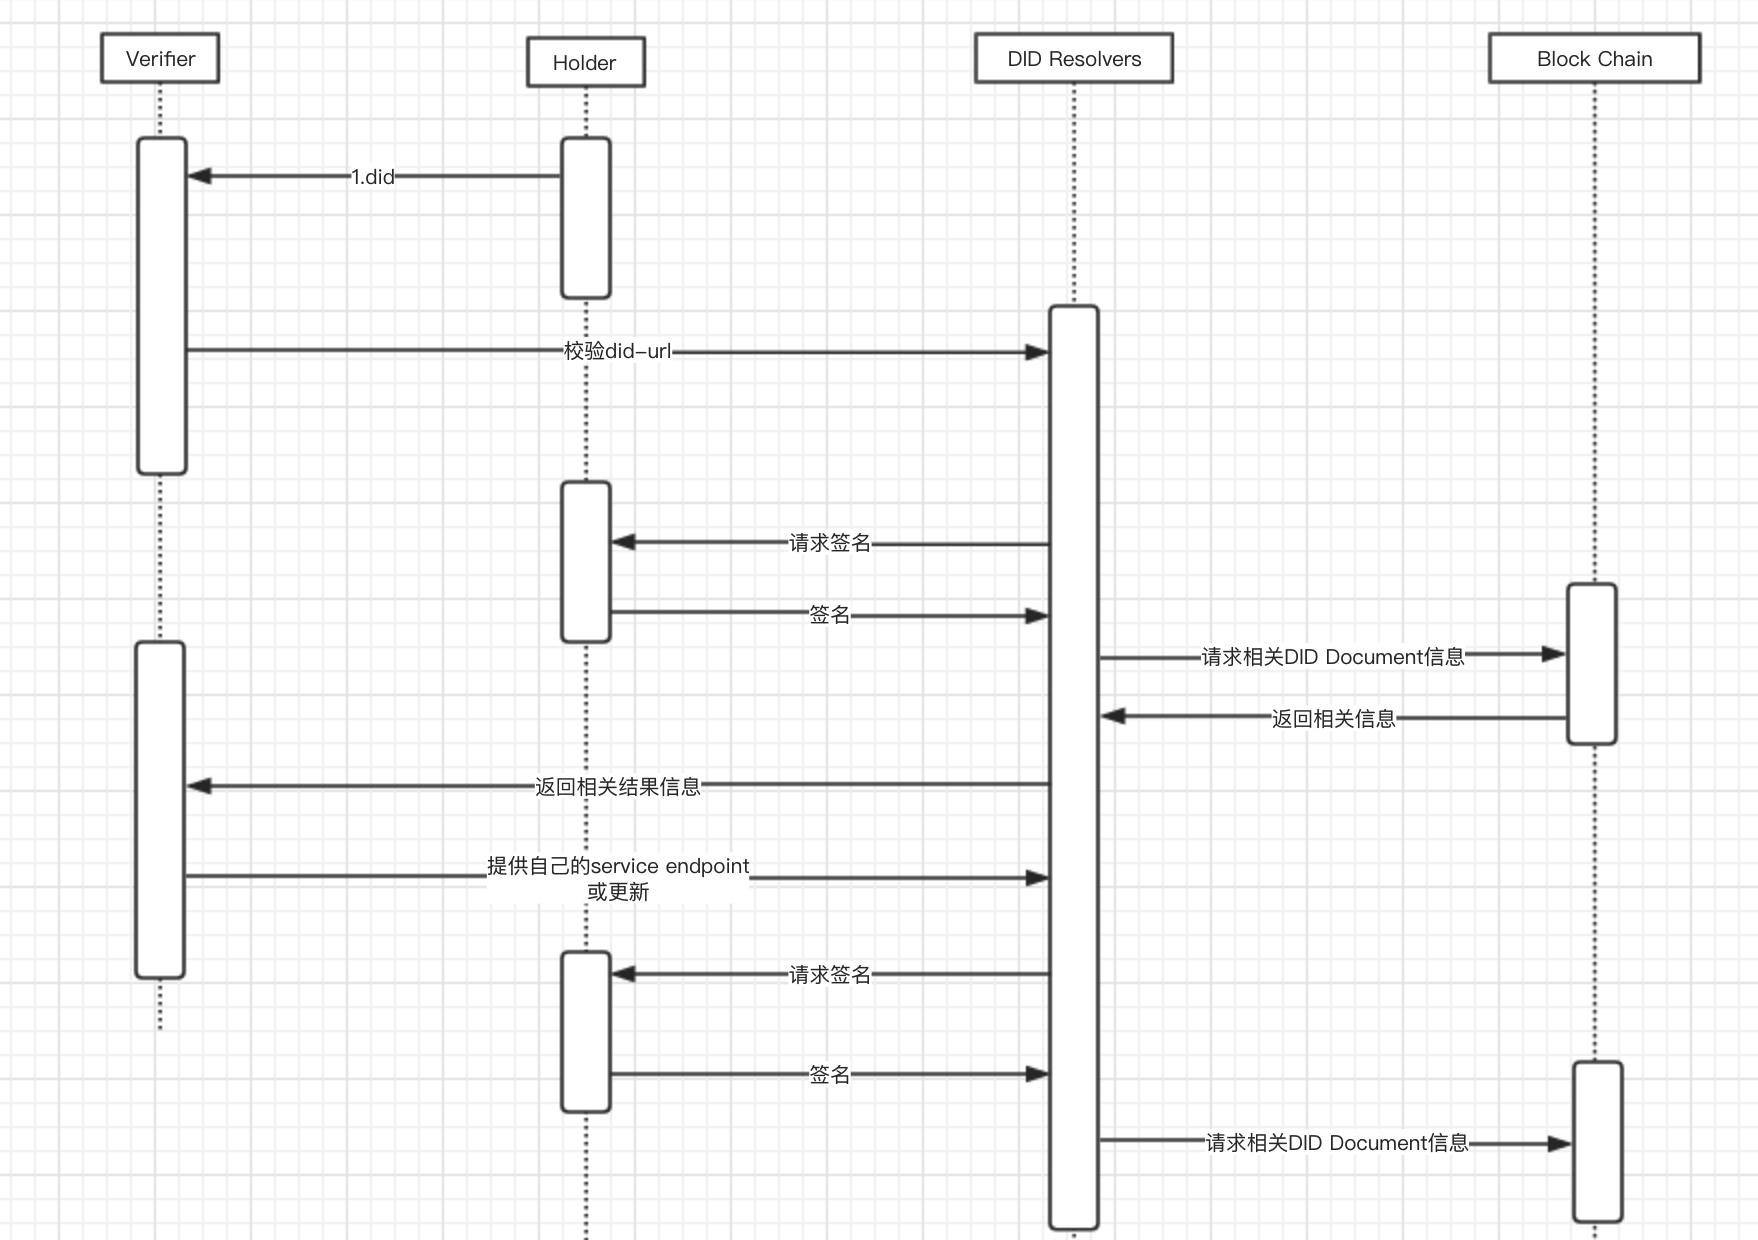 Verifier
Holder
DID Resolvers
Block Chain
1.did
校验did-url
请求签名
签名
请求相关DID Document信息
返回相关信息
返回相关结果信息
提供自己的service endpoint
或更新
请求签名
签名
请求相关DID Document信息